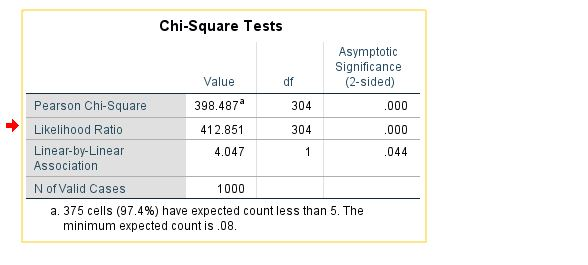 Chi-Square Tests
Value df Asymptotic Significance (2-sided)
Pearson Chi-Square 398.487a 304 .000
Likelihood Ratio 412.851 304 .000
Linear-by-Linear Association 4.047 1 .044
N of Valid Cases 1000
a. 375 cells (97.4%) have expected count less than 5. The
minimum expected count is .08.